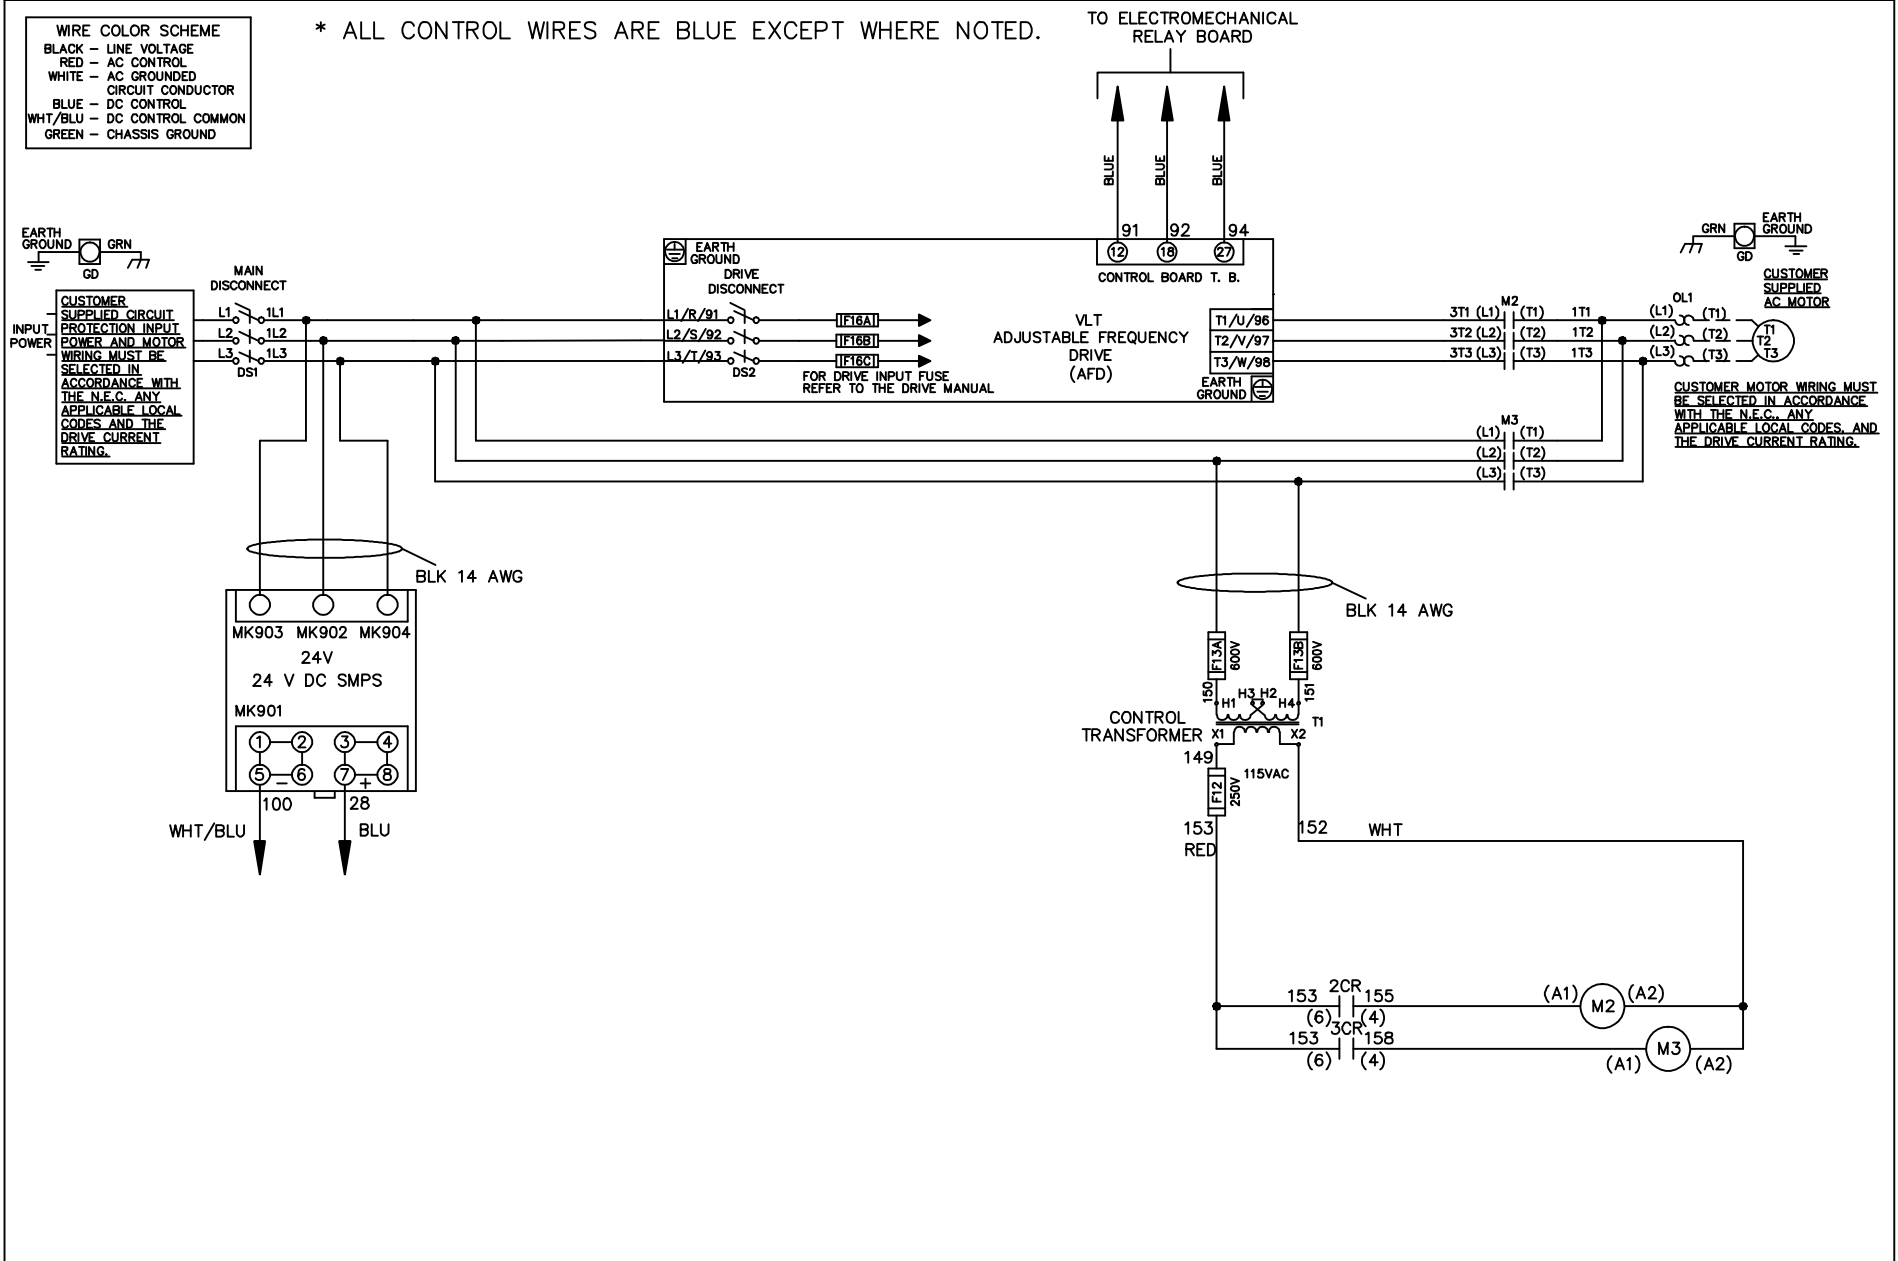 WIRE COLOR SCHEME
BLACK – LINE VOLTAGE
RED – AC CONTROL
WHITE – AC GROUNDED
CIRCUIT CONDUCTOR
BLUE – DC CONTROL
WHT/BLU – DC CONTROL COMMON
GREEN – CHASSIS GROUND
* ALL CONTROL WIRES ARE BLUE EXCEPT WHERE NOTED.
TO ELECTROMECHANICAL
RELAY BOARD
BLUE
BLUE
BLUE
91 92 94
12 18 27
CONTROL BOARD T. B.
EARTH
GROUND
GRN
GD
MAIN
DISCONNECT
CUSTOMER
SUPPLIED CIRCUIT
PROTECTION INPUT
POWER AND MOTOR
WIRING MUST BE
SELECTED IN
ACCORDANCE WITH
THE N.E.C. ANY
APPLICABLE LOCAL
CODES AND THE
DRIVE CURRENT
RATING.
INPUT
POWER
L1 1L1
L2 1L2
L3 1L3
DS1
EARTH
GROUND
DRIVE
DISCONNECT
L1/R/91
L2/S/92
L3/T/93
DS2
F16A
F16B
F16C
FOR DRIVE INPUT FUSE
REFER TO THE DRIVE MANUAL
VLT
ADJUSTABLE FREQUENCY
DRIVE
(AFD)
T1/U/96
T2/V/97
T3/W/98
EARTH
GROUND
M2
3T1 (L1) (T1) 1T1
3T2 (L2) (T2) 1T2
3T3 (L3) (T3) 1T3
OL1
(L1) (T1)
(L2) (T2)
(L3) (T3)
T1
T2
T3
GRN
EARTH
GROUND
GD
CUSTOMER
SUPPLIED
AC MOTOR
CUSTOMER MOTOR WIRING MUST
BE SELECTED IN ACCORDANCE
WITH THE N.E.C., ANY
APPLICABLE LOCAL CODES, AND
THE DRIVE CURRENT RATING.
M3
(L1) (T1)
(L2) (T2)
(L3) (T3)
BLK 14 AWG
MK903 MK902 MK904
24V
24 V DC SMPS
MK901
1 2 3 4
5 – 6 7 + 8
100 28
WHT/BLU BLU
BLK 14 AWG
F13A
600V
F13B
600V
150
151
H1 H3 H2 H4
T1
CONTROL
TRANSFORMER
X1 X2
149
115VAC
F12
250V
153
RED
152 WHT
2CR
153 155
(6) (4)
(A1) M2 (A2)
3CR
153 158
(6) (4)
(A1) M3 (A2)